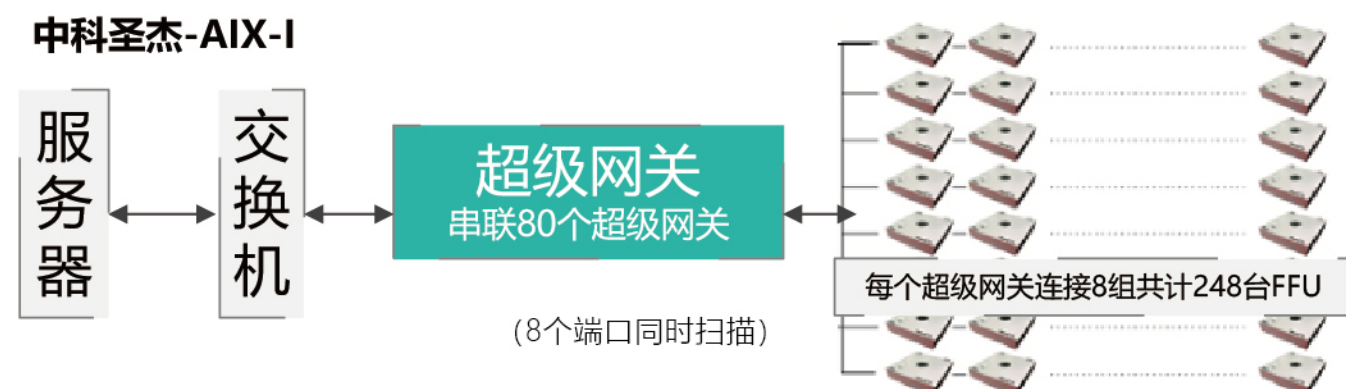 中科圣杰-AIX-I
服务器
交换机
超级网关
串联80个超级网关
(8个端口同时扫描)
每个超级网关连接8组共计248台FFU